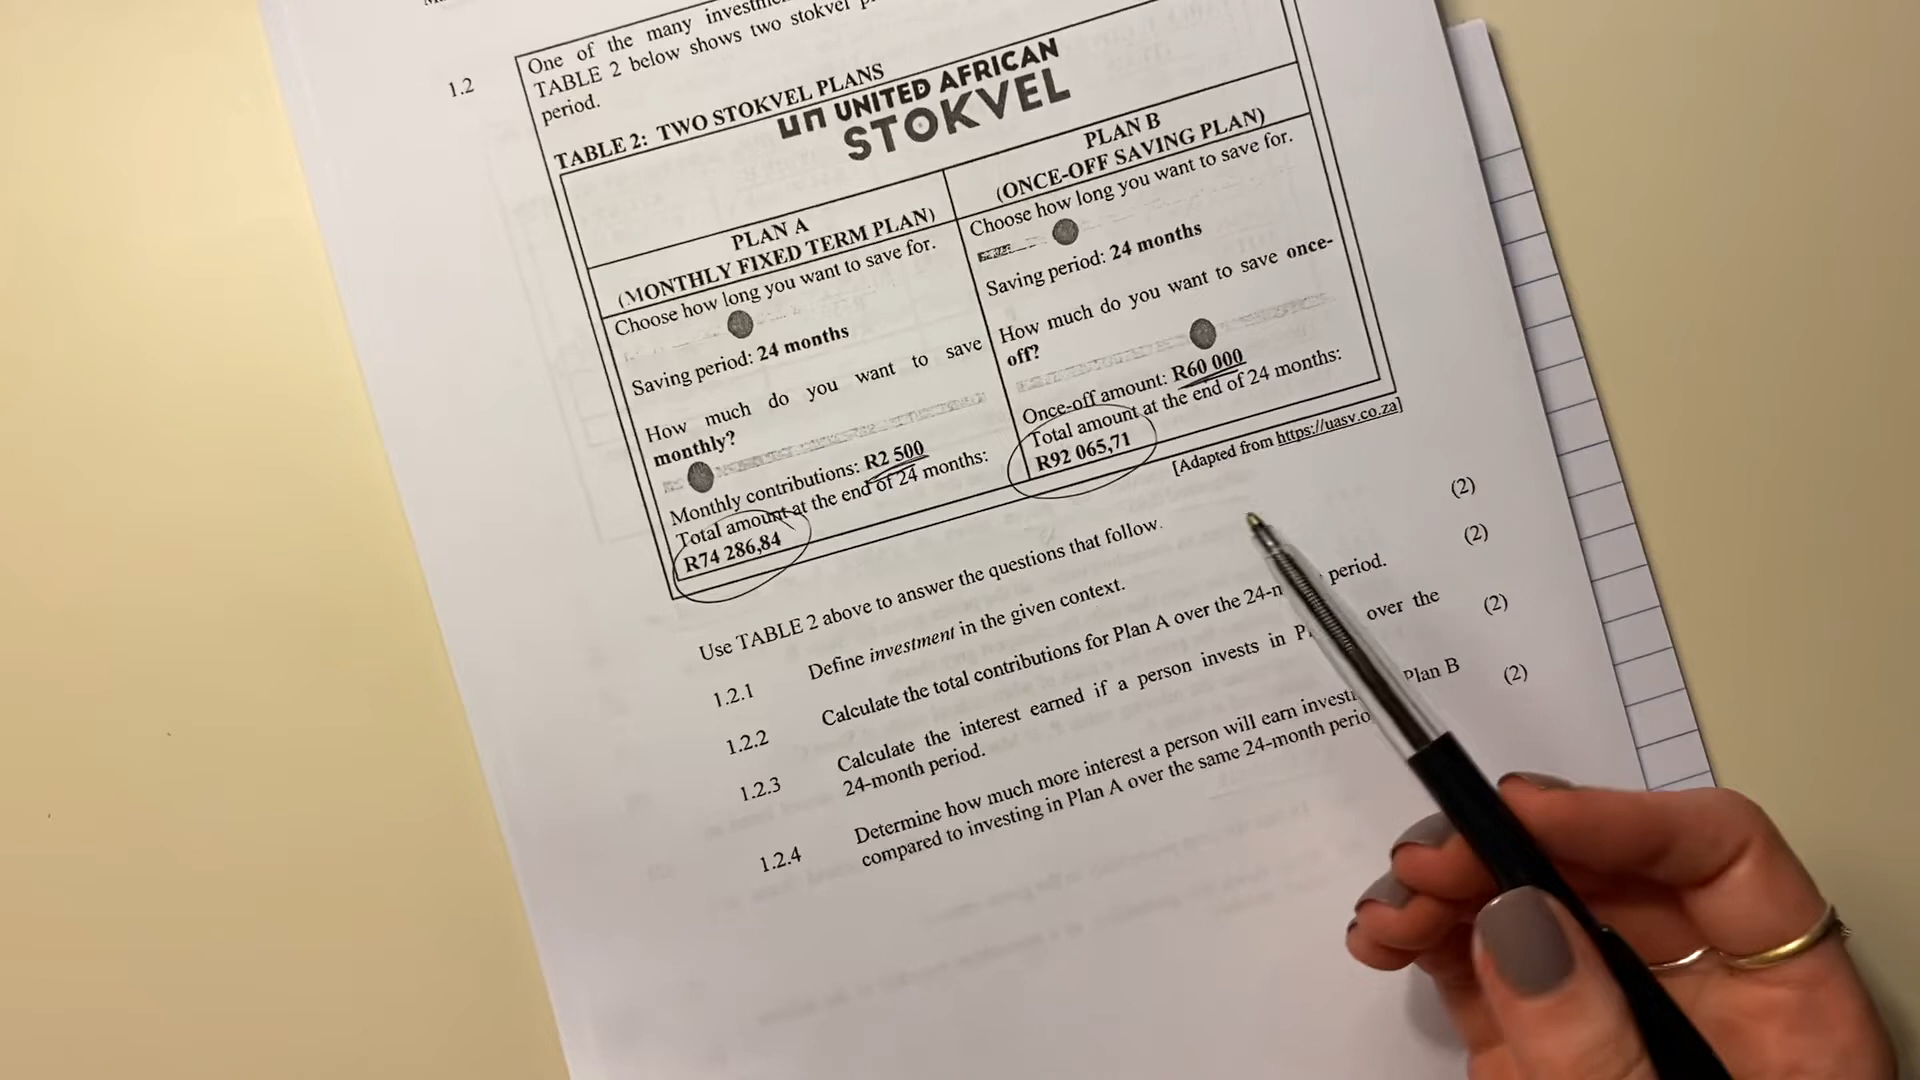 1.2
One of the many
TABLE 2 below shows two stokvel
period.
TABLE 2: TWO STOKVEL PLANS
un UNITED AFRICAN
STOKVEL
PLAN A
(MONTHLY FIXED TERM PLAN)
Choose how long you want to save for.
Saving period: 24 months
How much do you want to save
monthly?
Monthly contributions: R2 500
Total amount at the end of 24 months:
R74 286,84
PLAN B
(ONCE-OFF SAVING PLAN)
Choose how long you want to save for.
Saving period: 24 months
How much do you want to save once-
off?
Once-off amount: R60 000
Total amount at the end of 24 months:
R92 065,71
[Adapted from https://uasv.co.za]
Use TABLE 2 above to answer the questions that follow.
1.2.1 Define investment in the given context. (2)
1.2.2 Calculate the total contributions for Plan A over the period. (2)
1.2.3 Calculate the interest earned if a person invests in over the
24-month period. (2)
1.2.4 Determine how much more interest a person will earn Plan B
compared to investing in Plan A over the same 24-month (2)